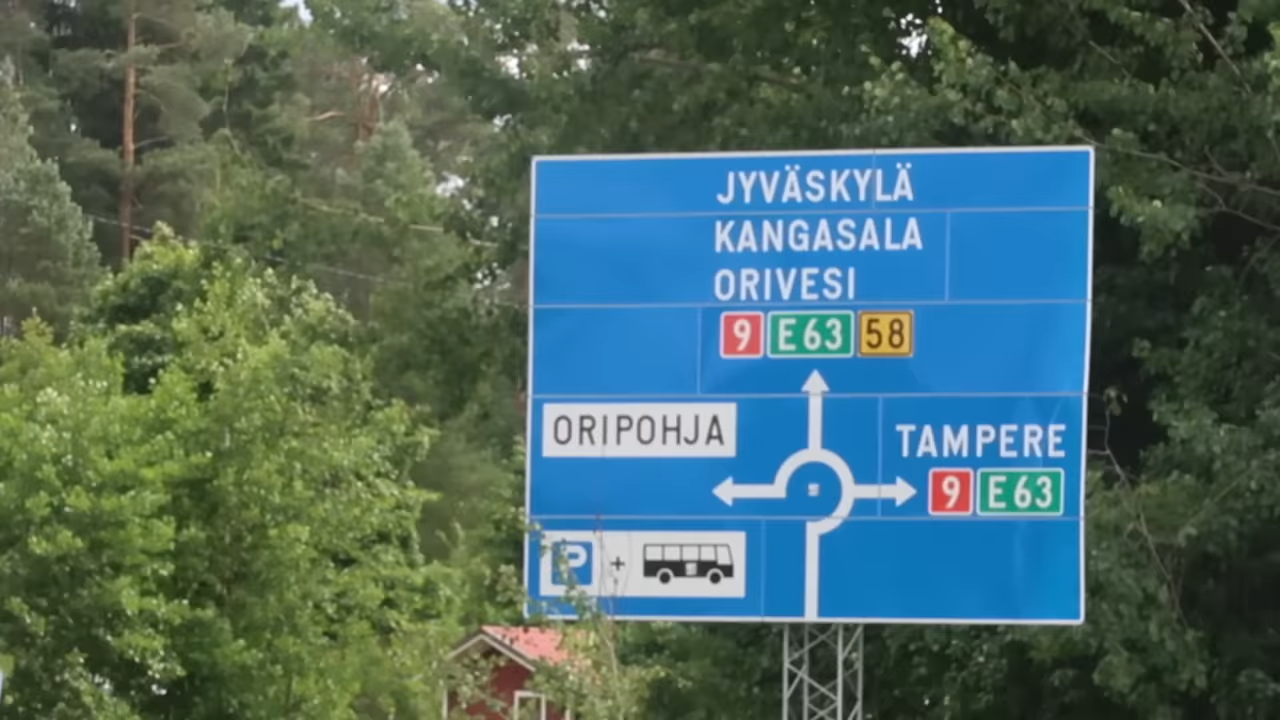 JYVÄSKYLÄ
KANGASALA
ORIVESI
9 E63 58
ORIPOHJA
TAMPERE
9 E63
P +